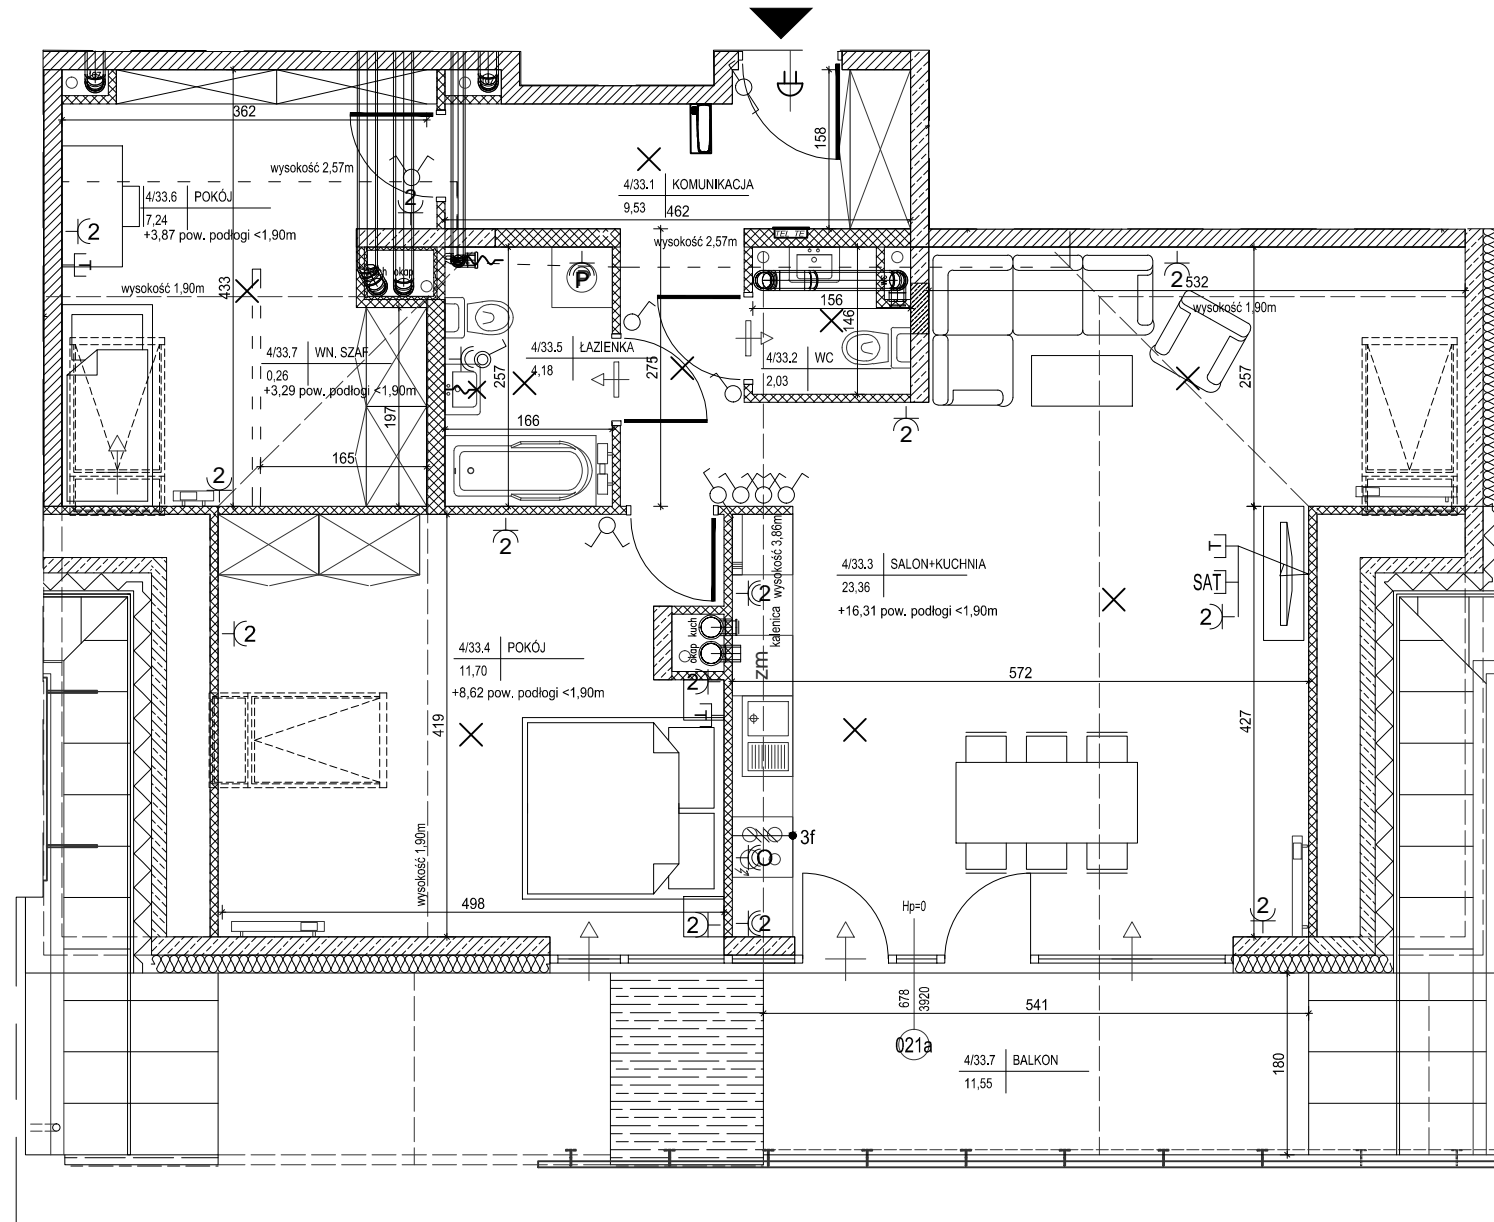 362
158
wysokość 2,57m
4/33.6 POKÓJ
7,24
+3,87 pow. podłogi <1,90m
2
2
T
4/33.1 KOMUNIKACJA
9,53
462
wysokość 2,57m
TEL TE
wysokość 1,90m
433
okap
P
156
146
2
532
wysokość 1,90m
4/33.7 WN. SZAF
0,26
+3,29 pow. podłogi <1,90m
197
165
4/33.5 ŁAZIENKA
4,18
257
166
275
4/33.2 WC
2,03
257
2
2
2
2
4/33.3 SALON+KUCHNIA
23,36
+16,31 pow. podłogi <1,90m
kalenica wysokość 3,86m
2
T
SAT
2
4/33.4 POKÓJ
11,70
+8,62 pow. podłogi <1,90m
kuch
okap
zm
2
T
572
419
427
3f
wysokość 1,90m
498
2
2
2
Hp=0
678
3920
021a
541
4/33.7 BALKON
11,55
180